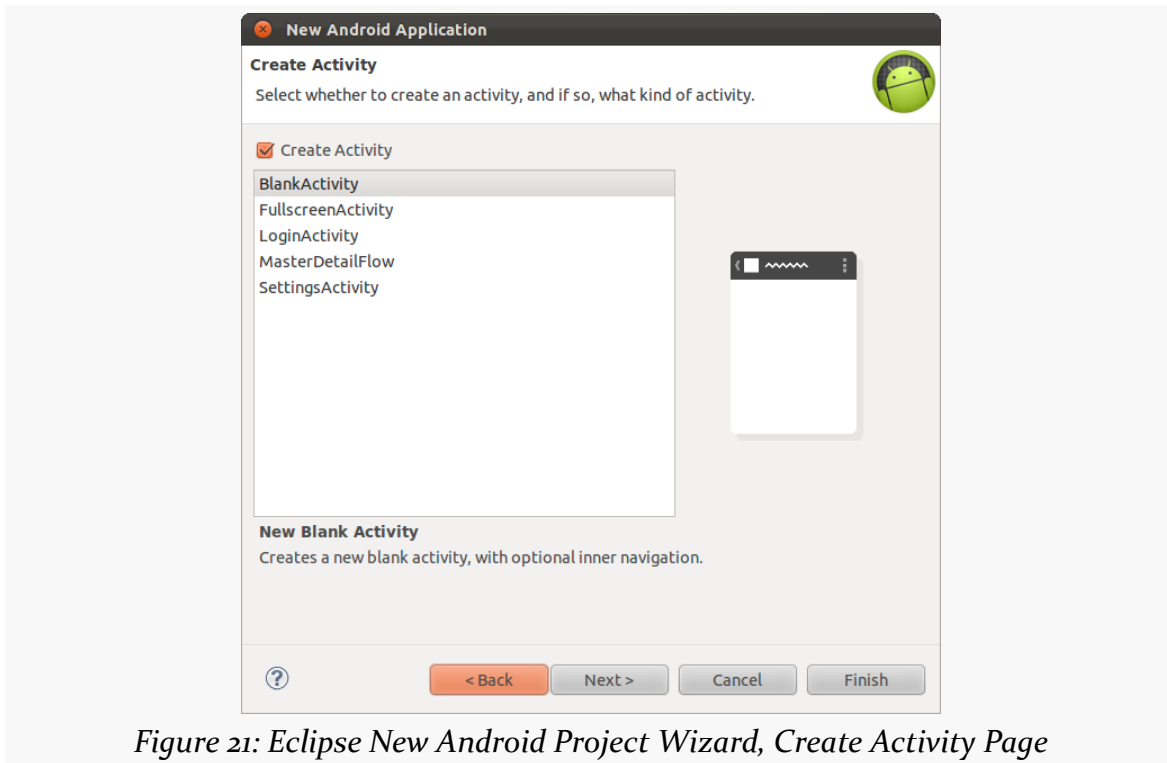 New Android Application
Create Activity
Select whether to create an activity, and if so, what kind of activity.
Create Activity
BlankActivity
FullscreenActivity
LoginActivity
MasterDetailFlow
SettingsActivity
New Blank Activity
Creates a new blank activity, with optional inner navigation.
? < Back Next > Cancel Finish
Figure 21: Eclipse New Android Project Wizard, Create Activity Page